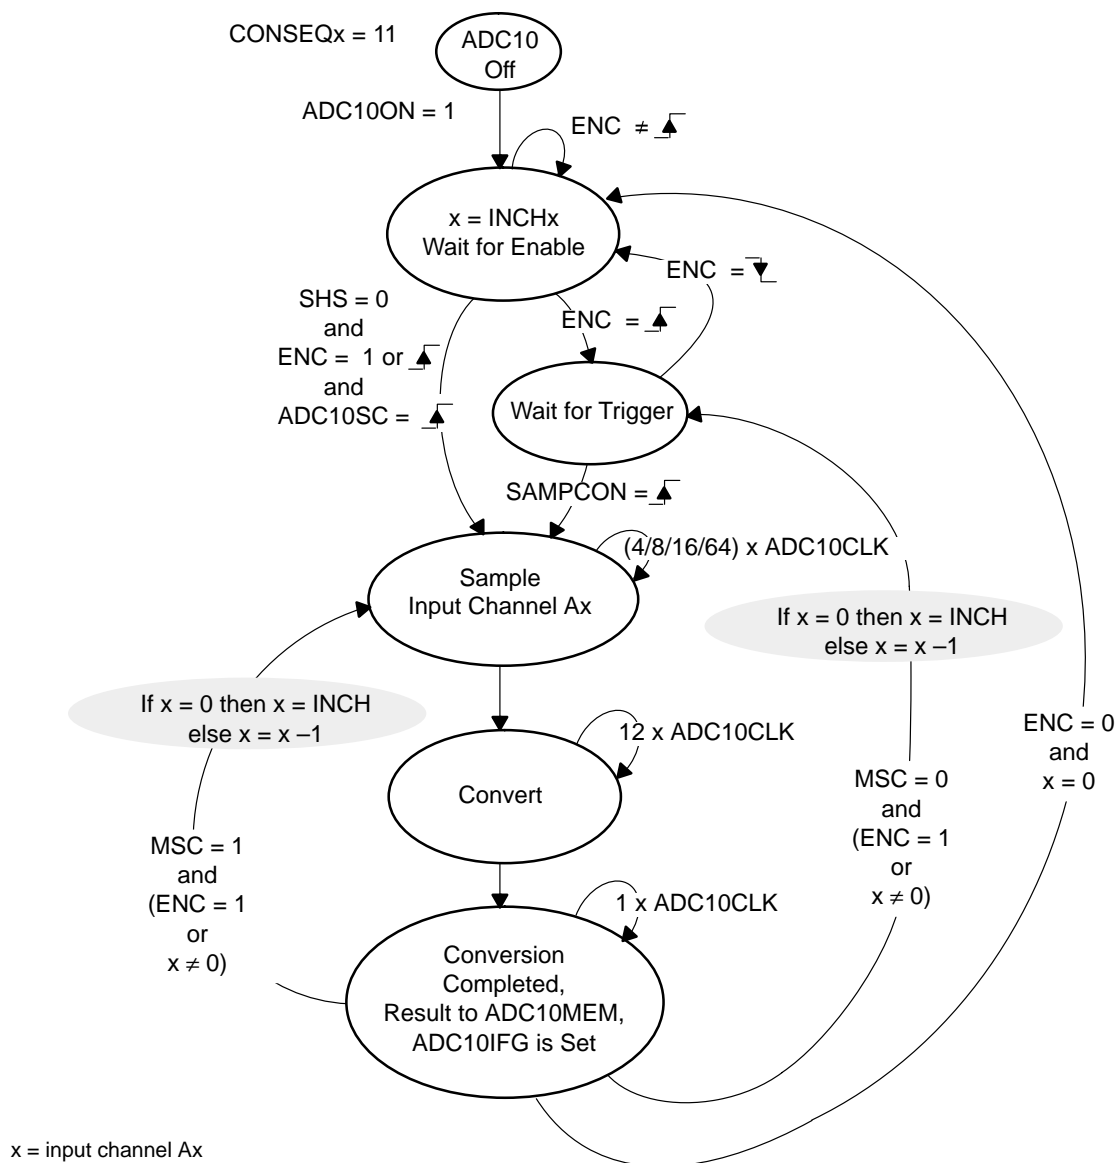 CONSEQx = 11
ADC10
Off
ADC10ON = 1
ENC ≠
x = INCHx
Wait for Enable
ENC =
SHS = 0
and
ENC = 1 or
and
ADC10SC =
ENC =
Wait for Trigger
SAMPCON =
(4/8/16/64) x ADC10CLK
Sample
Input Channel Ax
If x = 0 then x = INCH
else x = x –1
If x = 0 then x = INCH
else x = x –1
12 x ADC10CLK
ENC = 0
and
x = 0
Convert
MSC = 0
and
(ENC = 1
or
x ≠ 0)
MSC = 1
and
(ENC = 1
or
x ≠ 0)
1 x ADC10CLK
Conversion
Completed,
Result to ADC10MEM,
ADC10IFG is Set
x = input channel Ax